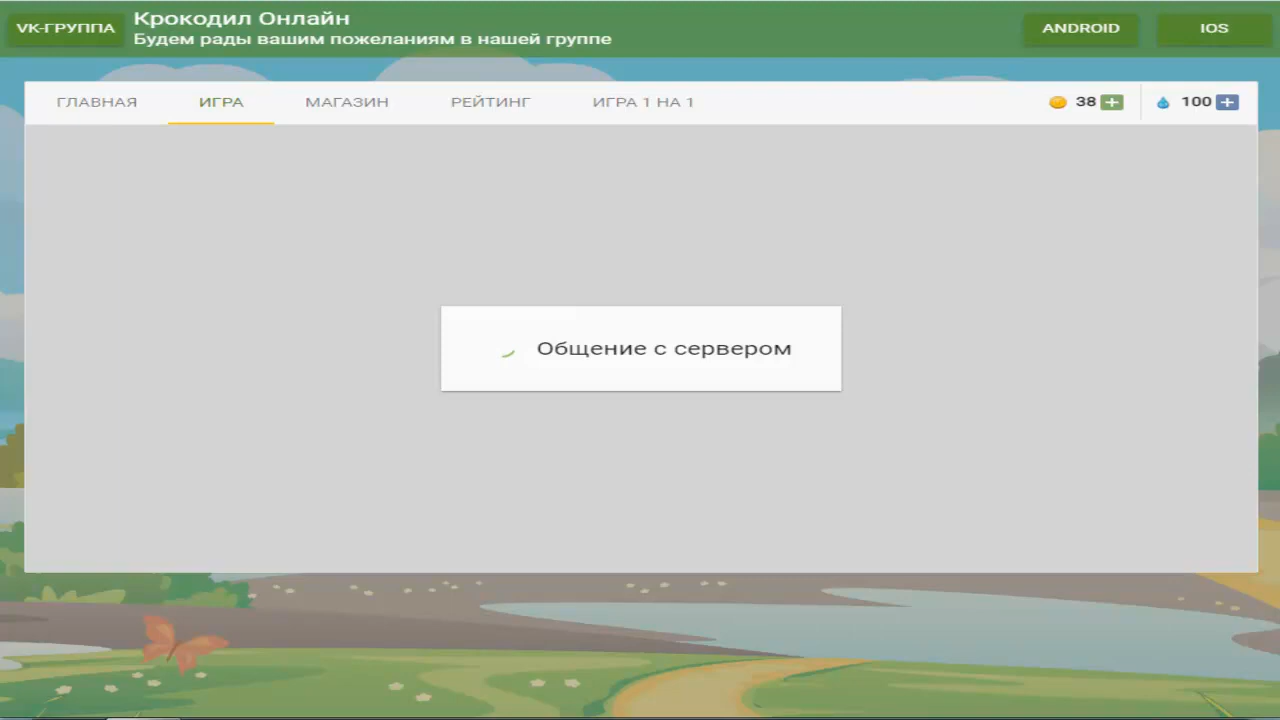 VK-ГРУППА
Крокодил Онлайн
Будем рады вашим пожеланиям в нашей группе
ANDROID
IOS
ГЛАВНАЯ
ИГРА
МАГАЗИН
РЕЙТИНГ
ИГРА 1 НА 1
38
100
Общение с сервером